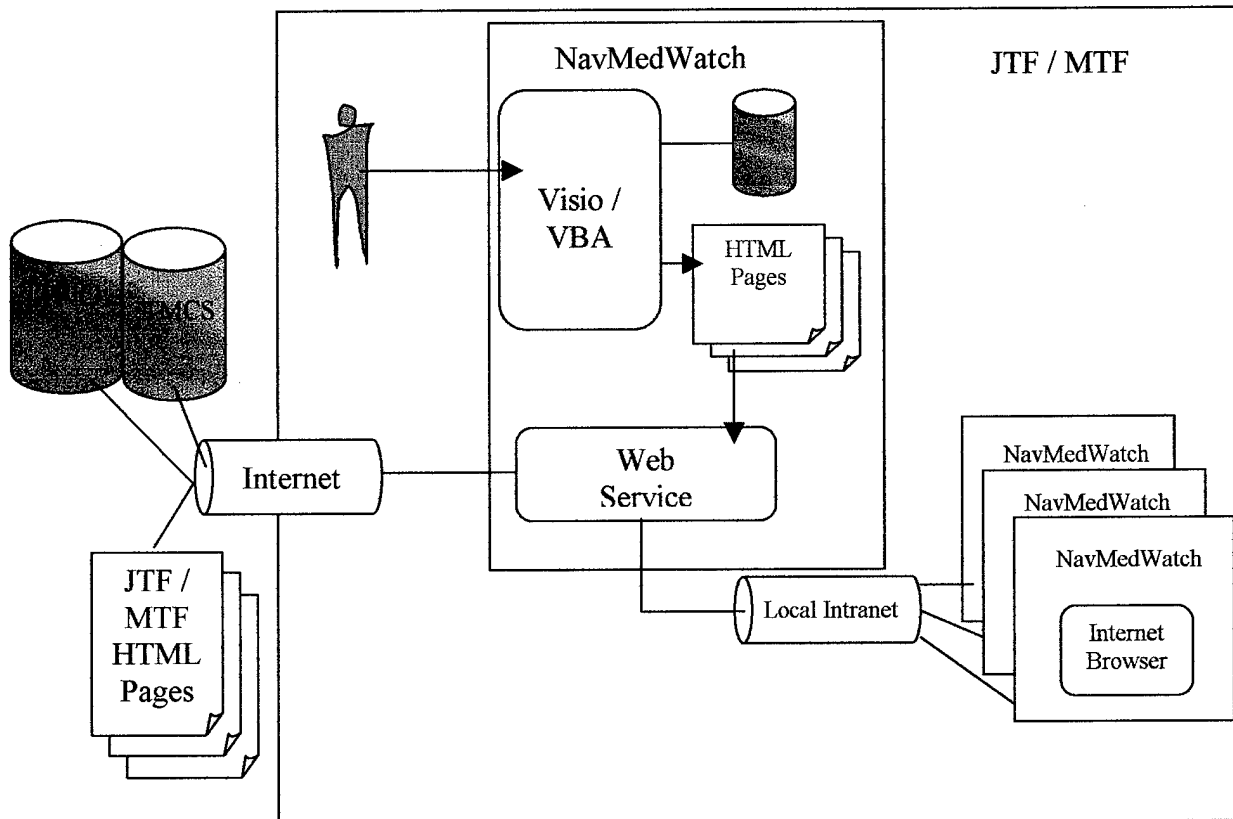 NavMedWatch
JTF / MTF
Visio /
VBA
HTML
Pages
Internet
Web
Service
JTF /
MTF
HTML
Pages
Local Intranet
NavMedWatch
NavMedWatch
NavMedWatch
Internet
Browser